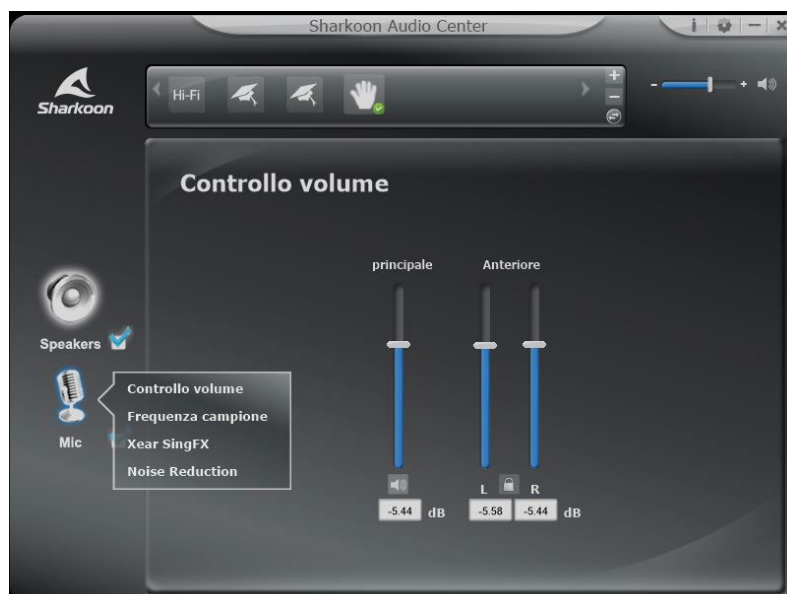 Sharkoon Audio Center
i
Sharkoon
Hi-Fi
Controllo volume
principale
Anteriore
Speakers
Controllo volume
Frequenza campione
Mic
Xear SingFX
Noise Reduction
L
R
-5.44 dB
-5.58
-5.44 dB